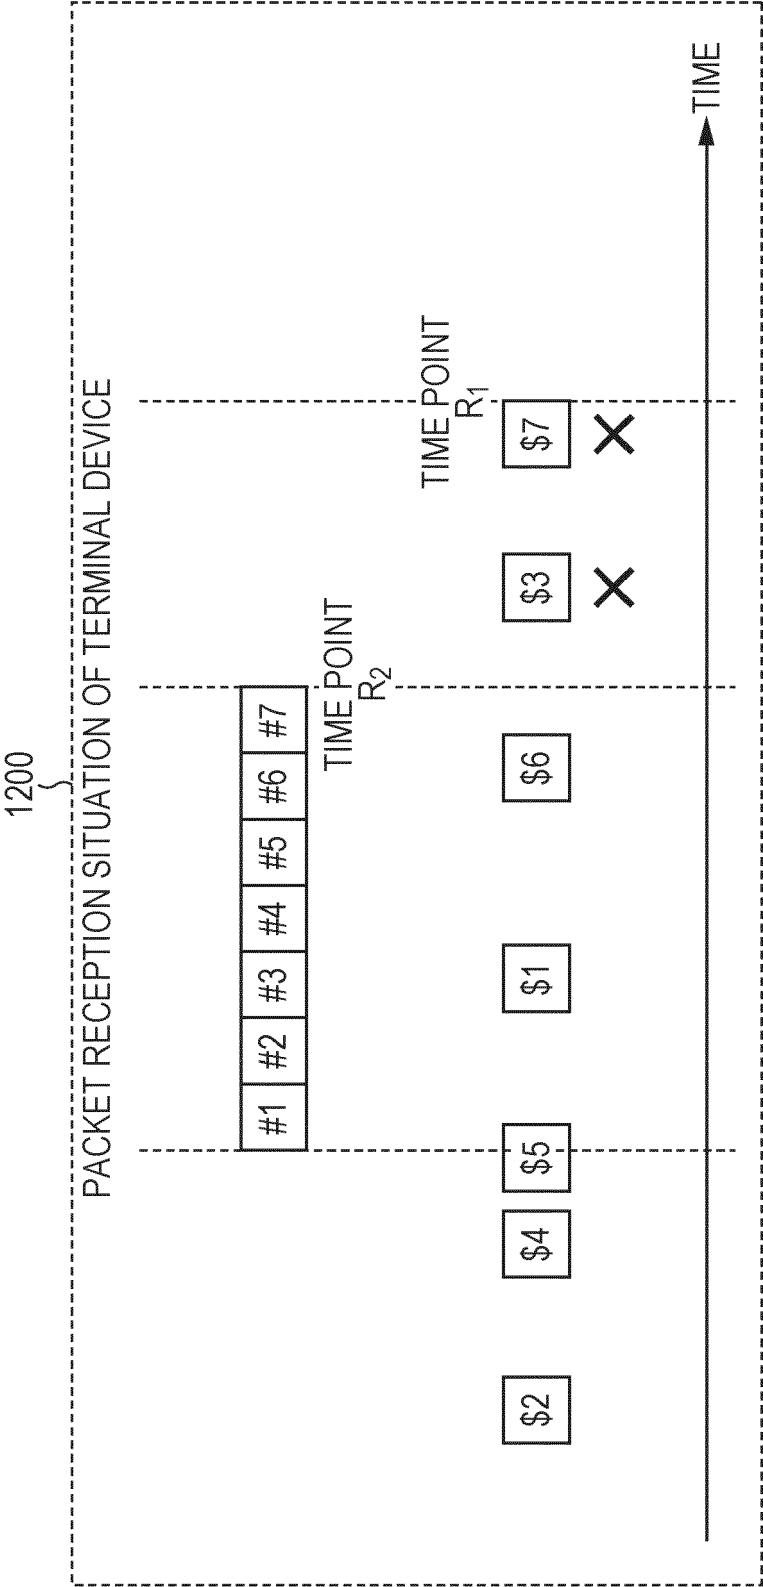 1200
PACKET RECEPTION SITUATION OF TERMINAL DEVICE
#1 #2 #3 #4 #5 #6 #7
TIME POINT
R2
TIME POINT
R1
$2 $4 $5 $1 $6 $3 $7
TIME